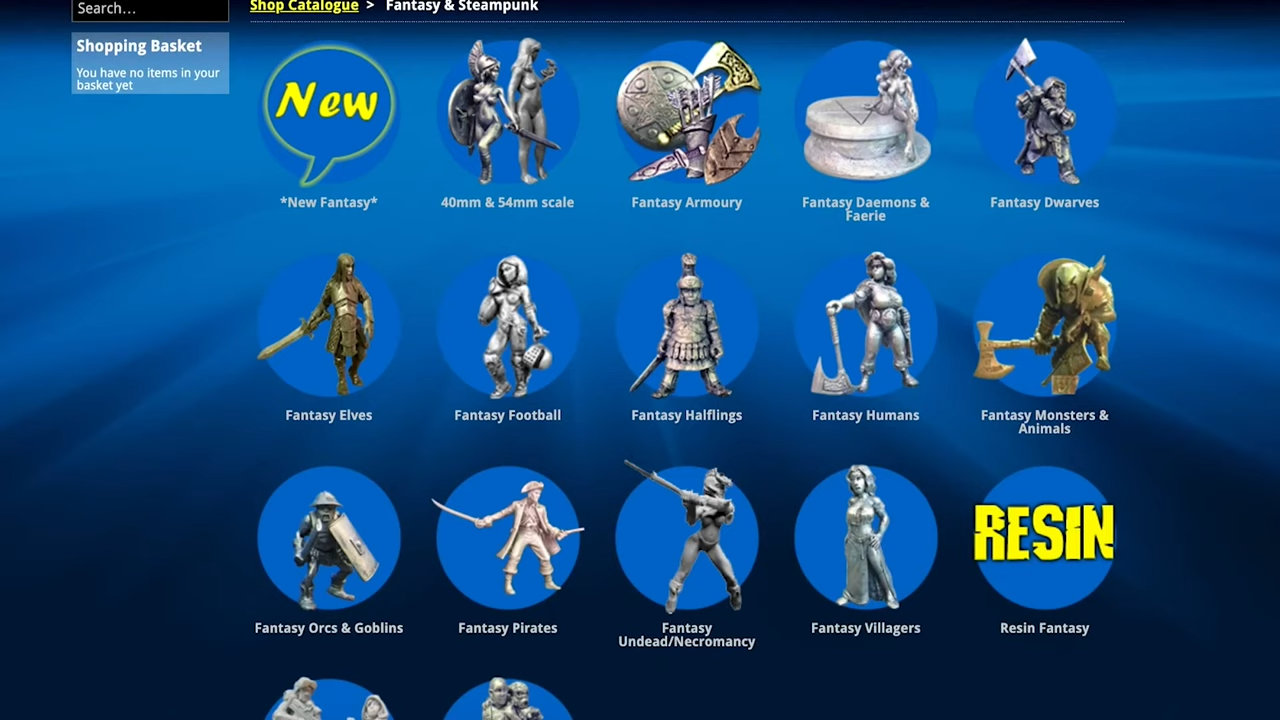 Search...
Shop Catalogue > Fantasy & Steampunk
Shopping Basket
You have no items in your
basket yet
New
*New Fantasy*
40mm & 54mm scale
Fantasy Armoury
Fantasy Daemons &
Faerie
Fantasy Dwarves
Fantasy Elves
Fantasy Football
Fantasy Halflings
Fantasy Humans
Fantasy Monsters &
Animals
Fantasy Orcs & Goblins
Fantasy Pirates
Fantasy
Undead/Necromancy
Fantasy Villagers
RESIN
Resin Fantasy